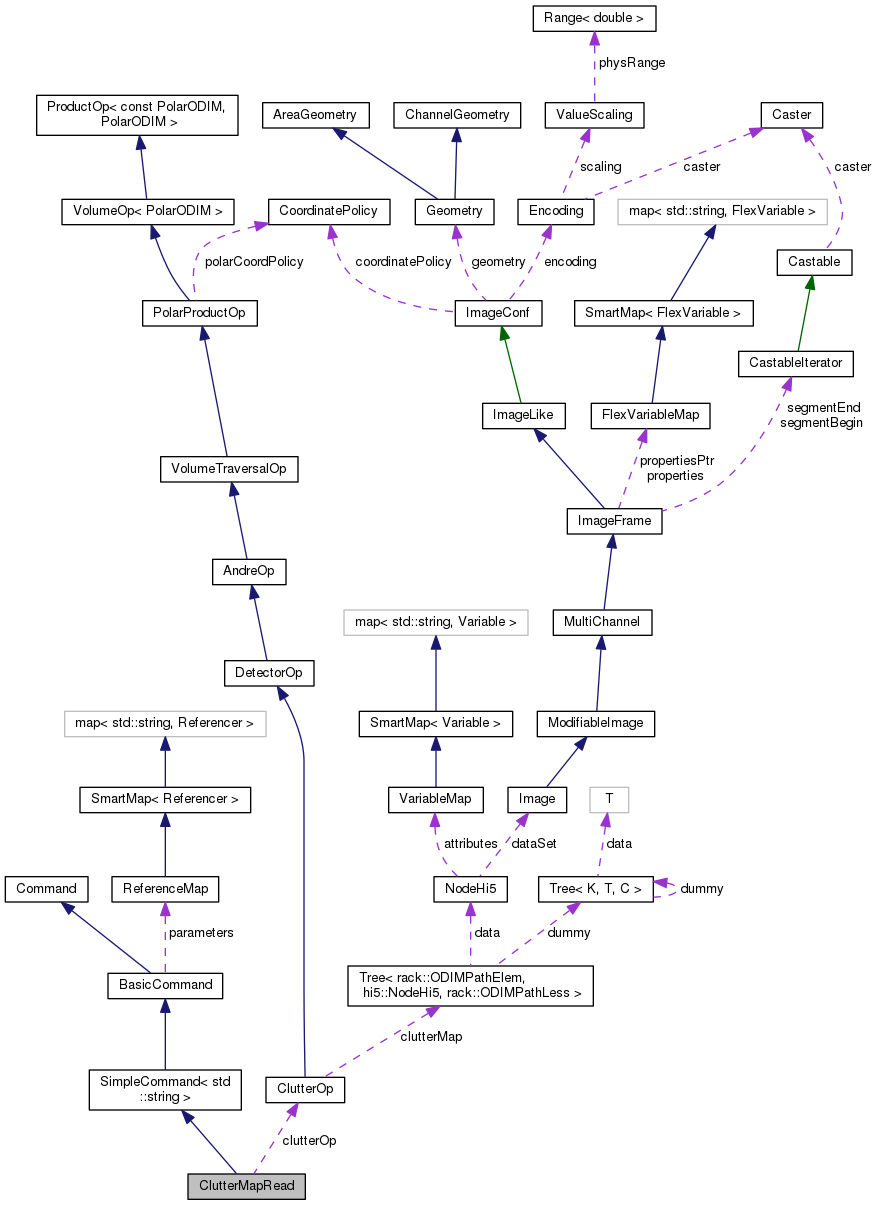 Range< double >
physRange
ProductOp< const PolarODIM,
PolarODIM >
AreaGeometry
ChannelGeometry
ValueScaling
Caster
scaling
caster
caster
VolumeOp< PolarODIM >
CoordinatePolicy
Geometry
Encoding
map< std::string, FlexVariable >
polarCoordPolicy
coordinatePolicy
geometry
encoding
Castable
PolarProductOp
ImageConf
SmartMap< FlexVariable >
CastableIterator
ImageLike
FlexVariableMap
segmentEnd
segmentBegin
VolumeTraversalOp
propertiesPtr
properties
ImageFrame
AndreOp
map< std::string, Variable >
MultiChannel
DetectorOp
map< std::string, Referencer >
SmartMap< Variable >
ModifiableImage
SmartMap< Referencer >
VariableMap
Image
T
attributes
dataSet
data
Command
ReferenceMap
NodeHi5
Tree< K, T, C >
dummy
parameters
data
dummy
BasicCommand
Tree< rack::ODIMPathElem,
hi5::NodeHi5, rack::ODIMPathLess >
clutterMap
SimpleCommand< std
::string >
ClutterOp
clutterOp
ClutterMapRead